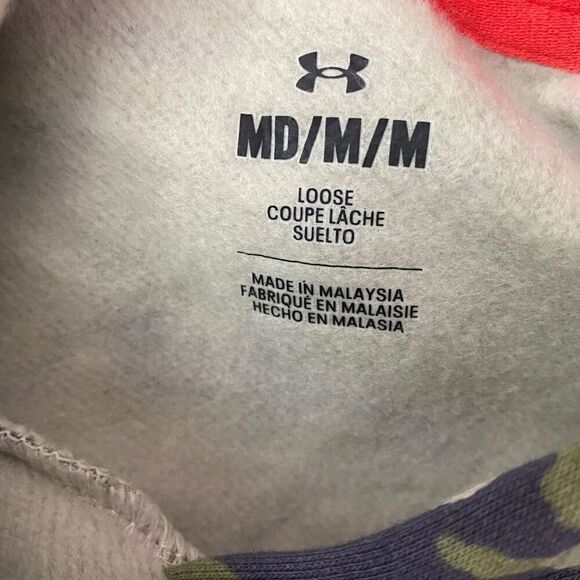 MD/M/M
LOOSE
COUPE LÂCHE
SUELTO
MADE IN MALAYSIA
FABRIQUÉ EN MALAISIE
HECHO EN MALASIA